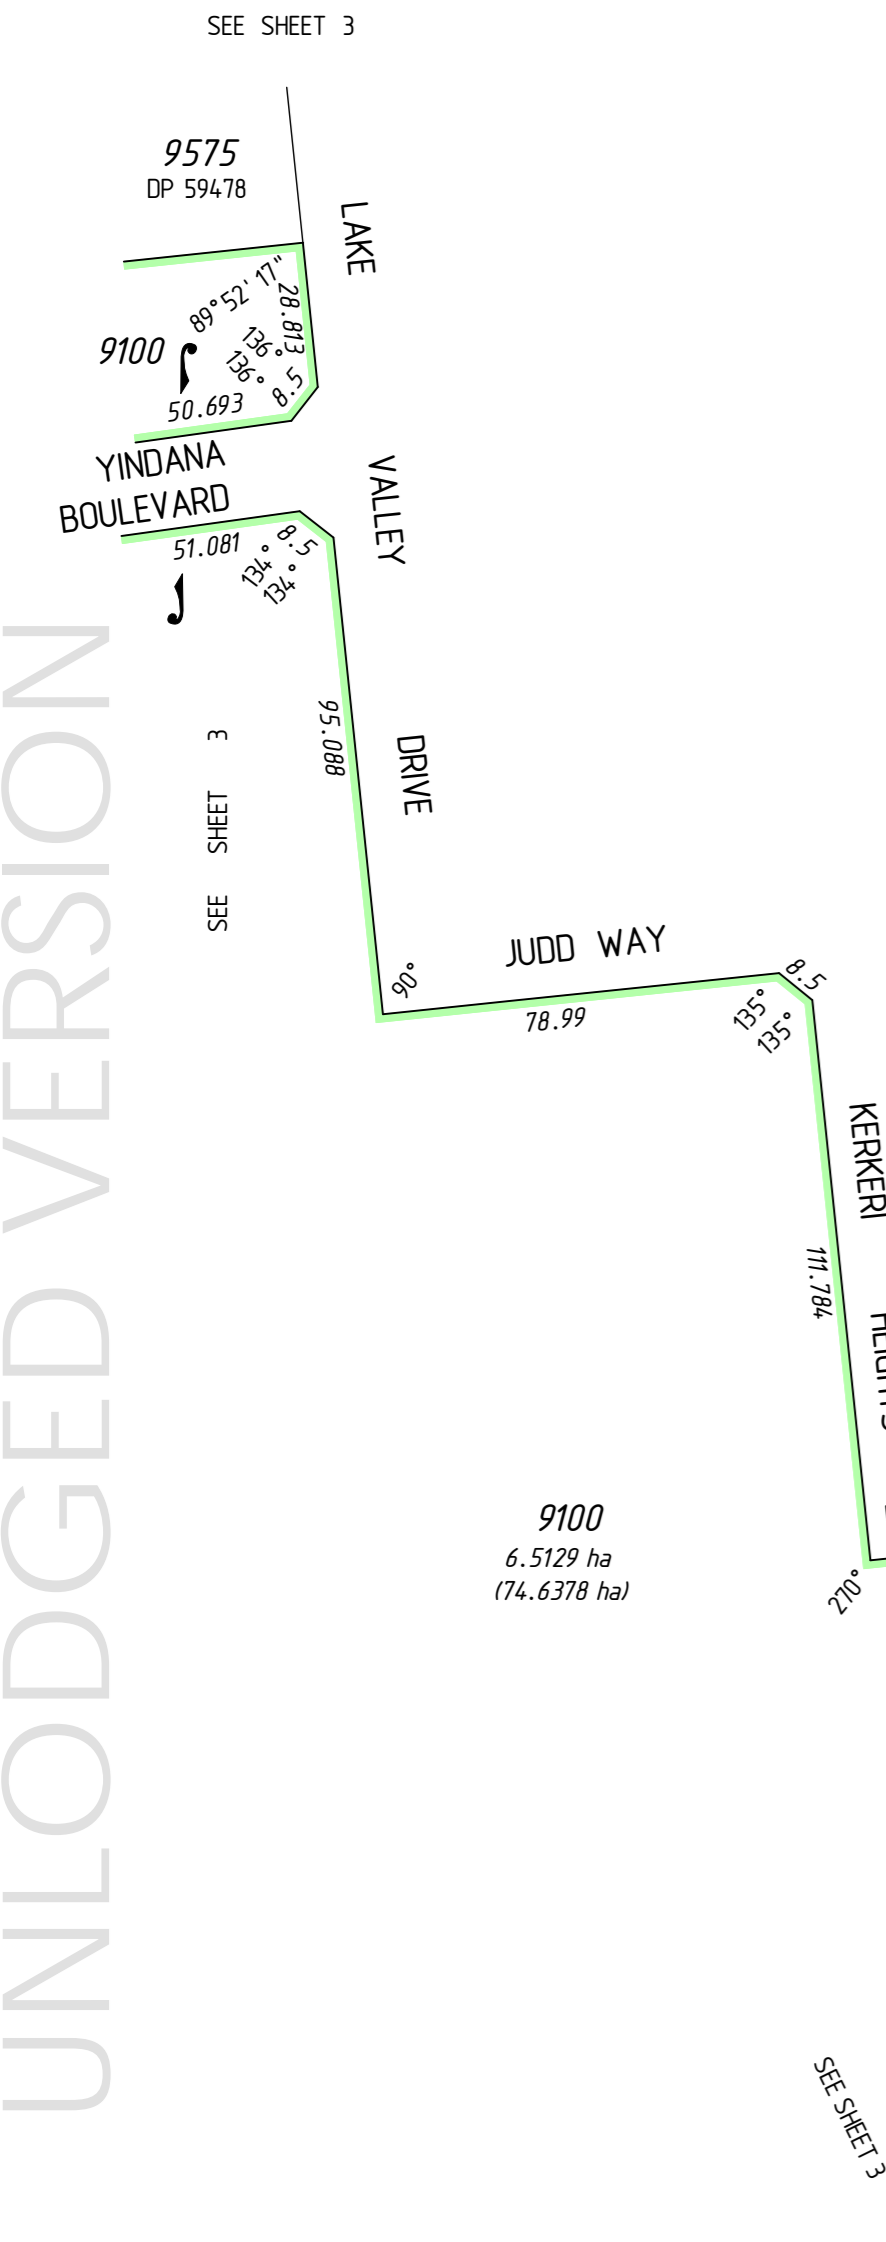 SEE SHEET 3
9575
DP 59478
LAKE
89°52'17"
28.813
9100
136°
136°
8.5
50.693
YINDANA
BOULEVARD
VALLEY
51.081
8.5
134°
134°
95.088
DRIVE
SEE SHEET 3
JUDD WAY
90°
78.99
8.5
135°
135°
KERKERI
111.784
HEIGHTS
9100
6.5129 ha
(74.6378 ha)
270°
SEE SHEET 3
UNLODGED VERSION